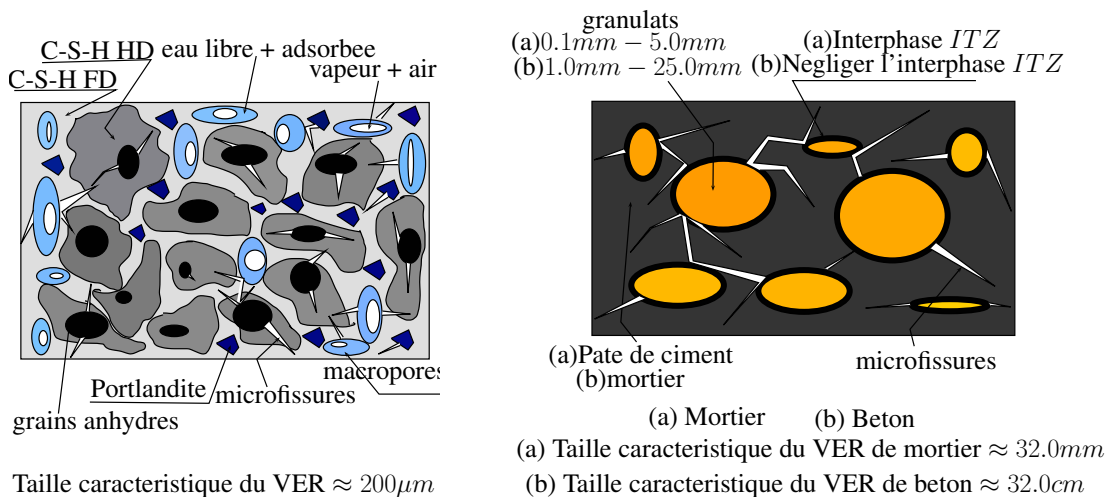 C-S-H HD
eau libre + adsorbee
C-S-H FD
vapeur + air
Portlandite
microfissures
macropores
grains anhydres
Taille caracteristique du VER ≈ 200μm
granulats
(a)0.1mm − 5.0mm
(b)1.0mm − 25.0mm
(a)Interphase ITZ
(b)Negliger l'interphase ITZ
(a)Pate de ciment
(b)mortier
microfissures
(a) Mortier
(b) Beton
(a) Taille caracteristique du VER de mortier ≈ 32.0mm
(b) Taille caracteristique du VER de beton ≈ 32.0cm